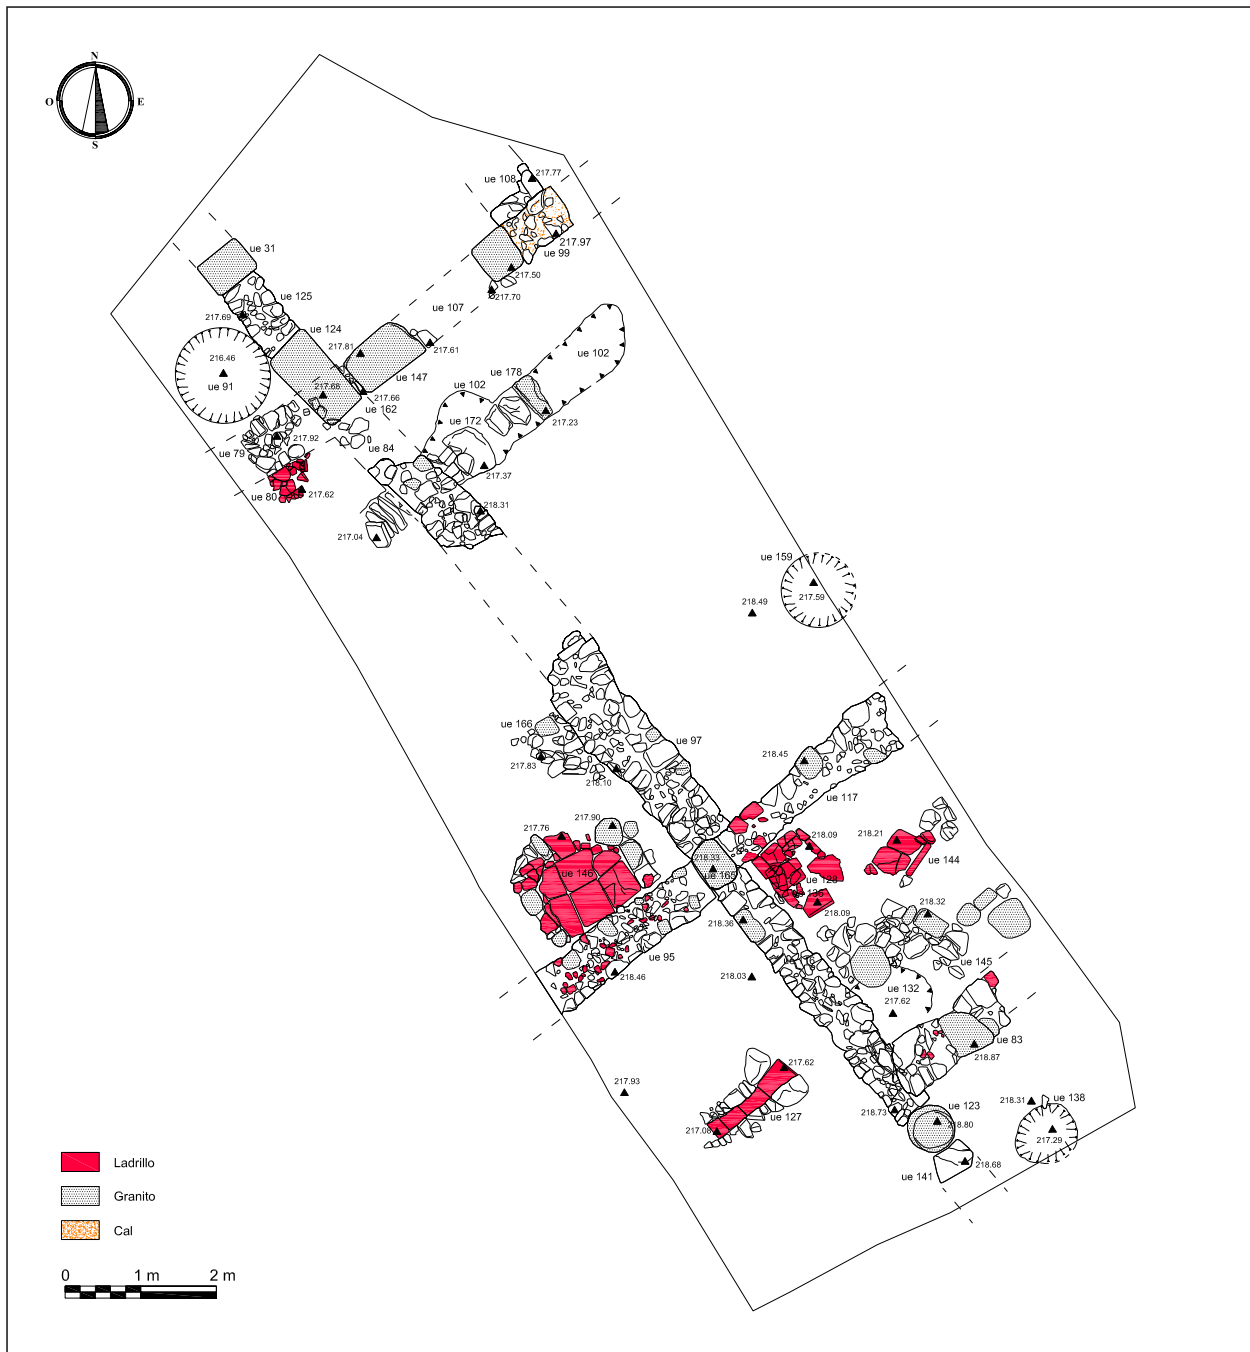 N
O
E
S
ue 108
217.77
217.97
ue 99
217.50
217.70
ue 31
ue 125
217.69
ue 124
ue 107
217.81
217.61
216.46
ue 91
ue 147
217.68
217.66
ue 162
ue 178
ue 102
ue 102
217.23
ue 172
217.92
ue 79
ue 84
217.37
ue 80
217.62
218.31
217.04
ue 159
217.59
218.49
ue 166
217.83
ue 97
218.10
218.45
ue 117
217.90
217.76
218.09
218.21
ue 144
218.33
ue 146
ue 165
ue 128
218.09
218.32
218.36
ue 95
218.46
218.03
ue 145
ue 132
217.62
ue 83
218.87
217.62
217.93
ue 127
217.08
218.73
ue 123
218.80
218.31
ue 138
217.29
ue 141
218.68
Ladrillo
Granito
Cal
0 1 m 2 m